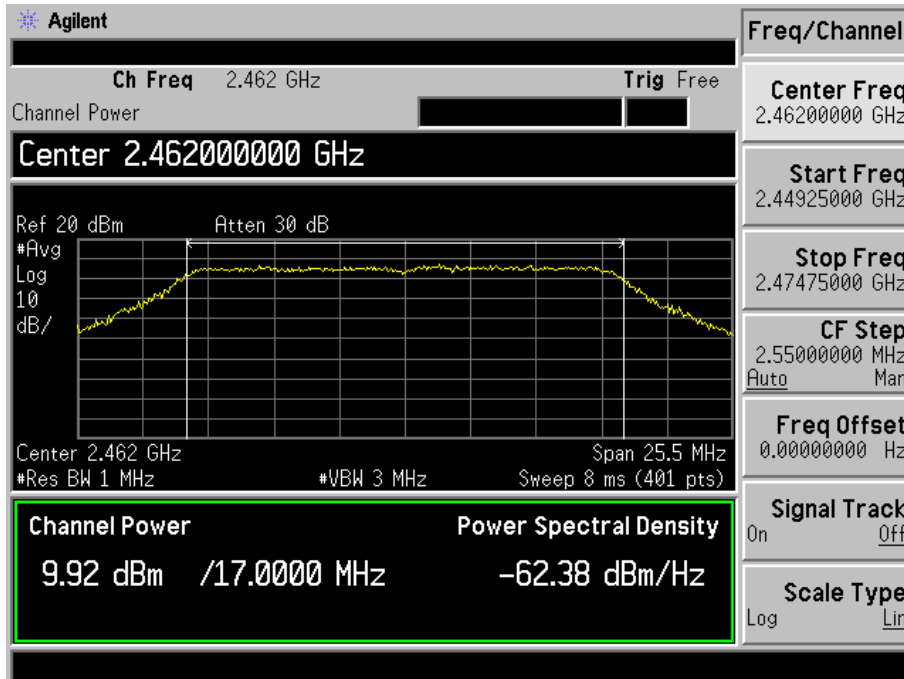 Agilent
Freq/Channel
Ch Freq 2.462 GHz Trig Free
Channel Power
Center 2.462000000 GHz
Ref 20 dBm Atten 30 dB
#Avg
Log
10
dB/
Center 2.462 GHz Span 25.5 MHz
#Res BW 1 MHz #VBW 3 MHz Sweep 8 ms (401 pts)
Channel Power Power Spectral Density
9.92 dBm /17.0000 MHz -62.38 dBm/Hz
Center Freq
2.46200000 GHz
Start Freq
2.44925000 GHz
Stop Freq
2.47475000 GHz
CF Step
2.55000000 MHz
Auto Man
Freq Offset
0.00000000 Hz
Signal Track
On Off
Scale Type
Log Lin